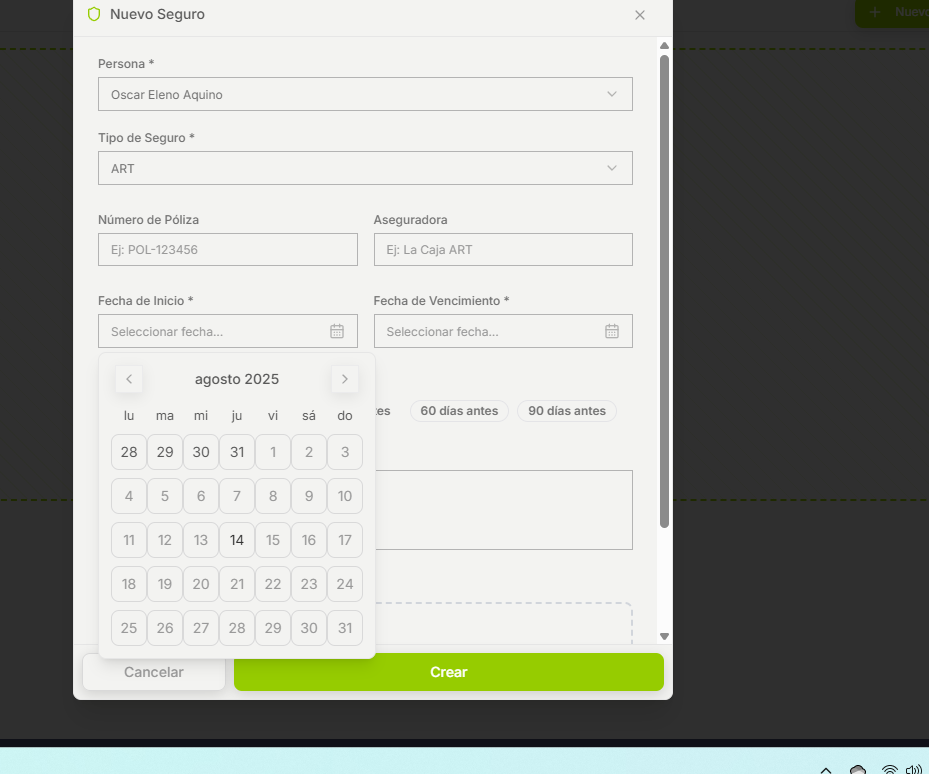 Nuevo Seguro
Nuevo
Persona *
Oscar Eleno Aquino
Tipo de Seguro *
ART
Número de Póliza Aseguradora
Ej: POL-123456 Ej: La Caja ART
Fecha de Inicio * Fecha de Vencimiento *
Seleccionar fecha... Seleccionar fecha...
agosto 2025
lu ma mi ju vi sá do
28 29 30 31 1 2 3
4 5 6 7 8 9 10
11 12 13 14 15 16 17
18 19 20 21 22 23 24
25 26 27 28 29 30 31
tes 60 días antes 90 días antes
Cancelar Crear